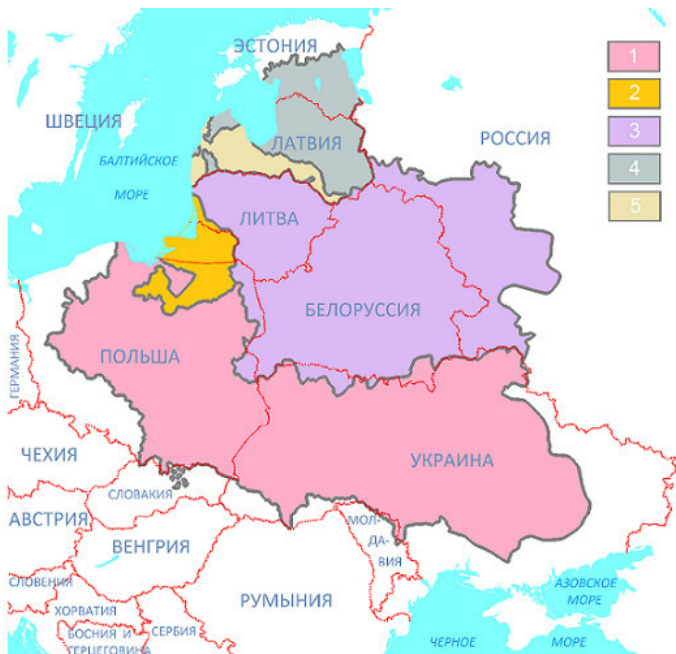 ЭСТОНИЯ
1
2
ШВЕЦИЯ
3
РОССИЯ
ЛАТВИЯ
БАЛТИЙСКОЕ
МОРЕ
4
5
ЛИТВА
БЕЛОРУССИЯ
ПОЛЬША
ГЕРМАНИЯ
ЧЕХИЯ
УКРАИНА
СЛОВАКИЯ
АВСТРИЯ
МОЛ-
ДА-
ВИЯ
ВЕНГРИЯ
СЛОВЕНИЯ
АЗОВСКОЕ
МОРЕ
РУМЫНИЯ
ХОРВАТИЯ
БОСНИЯ И
ГЕРЦЕГОВИНА
СЕРБИЯ
ЧЕРНОЕ
МОРЕ